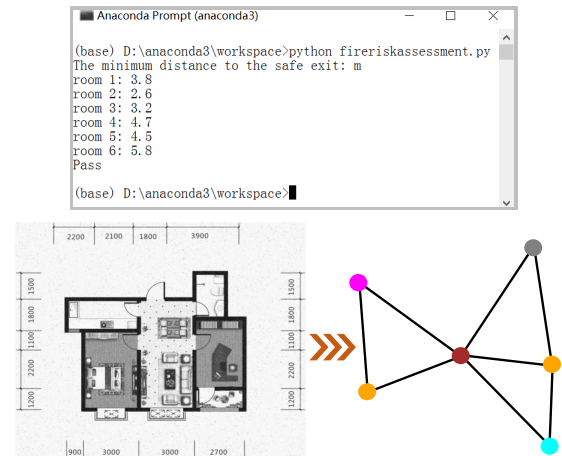 Anaconda Prompt (anaconda3)
(base) D:\anaconda3\workspace>python fireriskassessment.py
The minimum distance to the safe exit: m
room 1: 3.8
room 2: 2.6
room 3: 3.2
room 4: 4.7
room 5: 4.5
room 6: 5.8
Pass
(base) D:\anaconda3\workspace>
2200 2100 1800 3900
1500 1500
1800 1800
1100 1100
2200 2200
1200 1200
900 3000 3000 2700